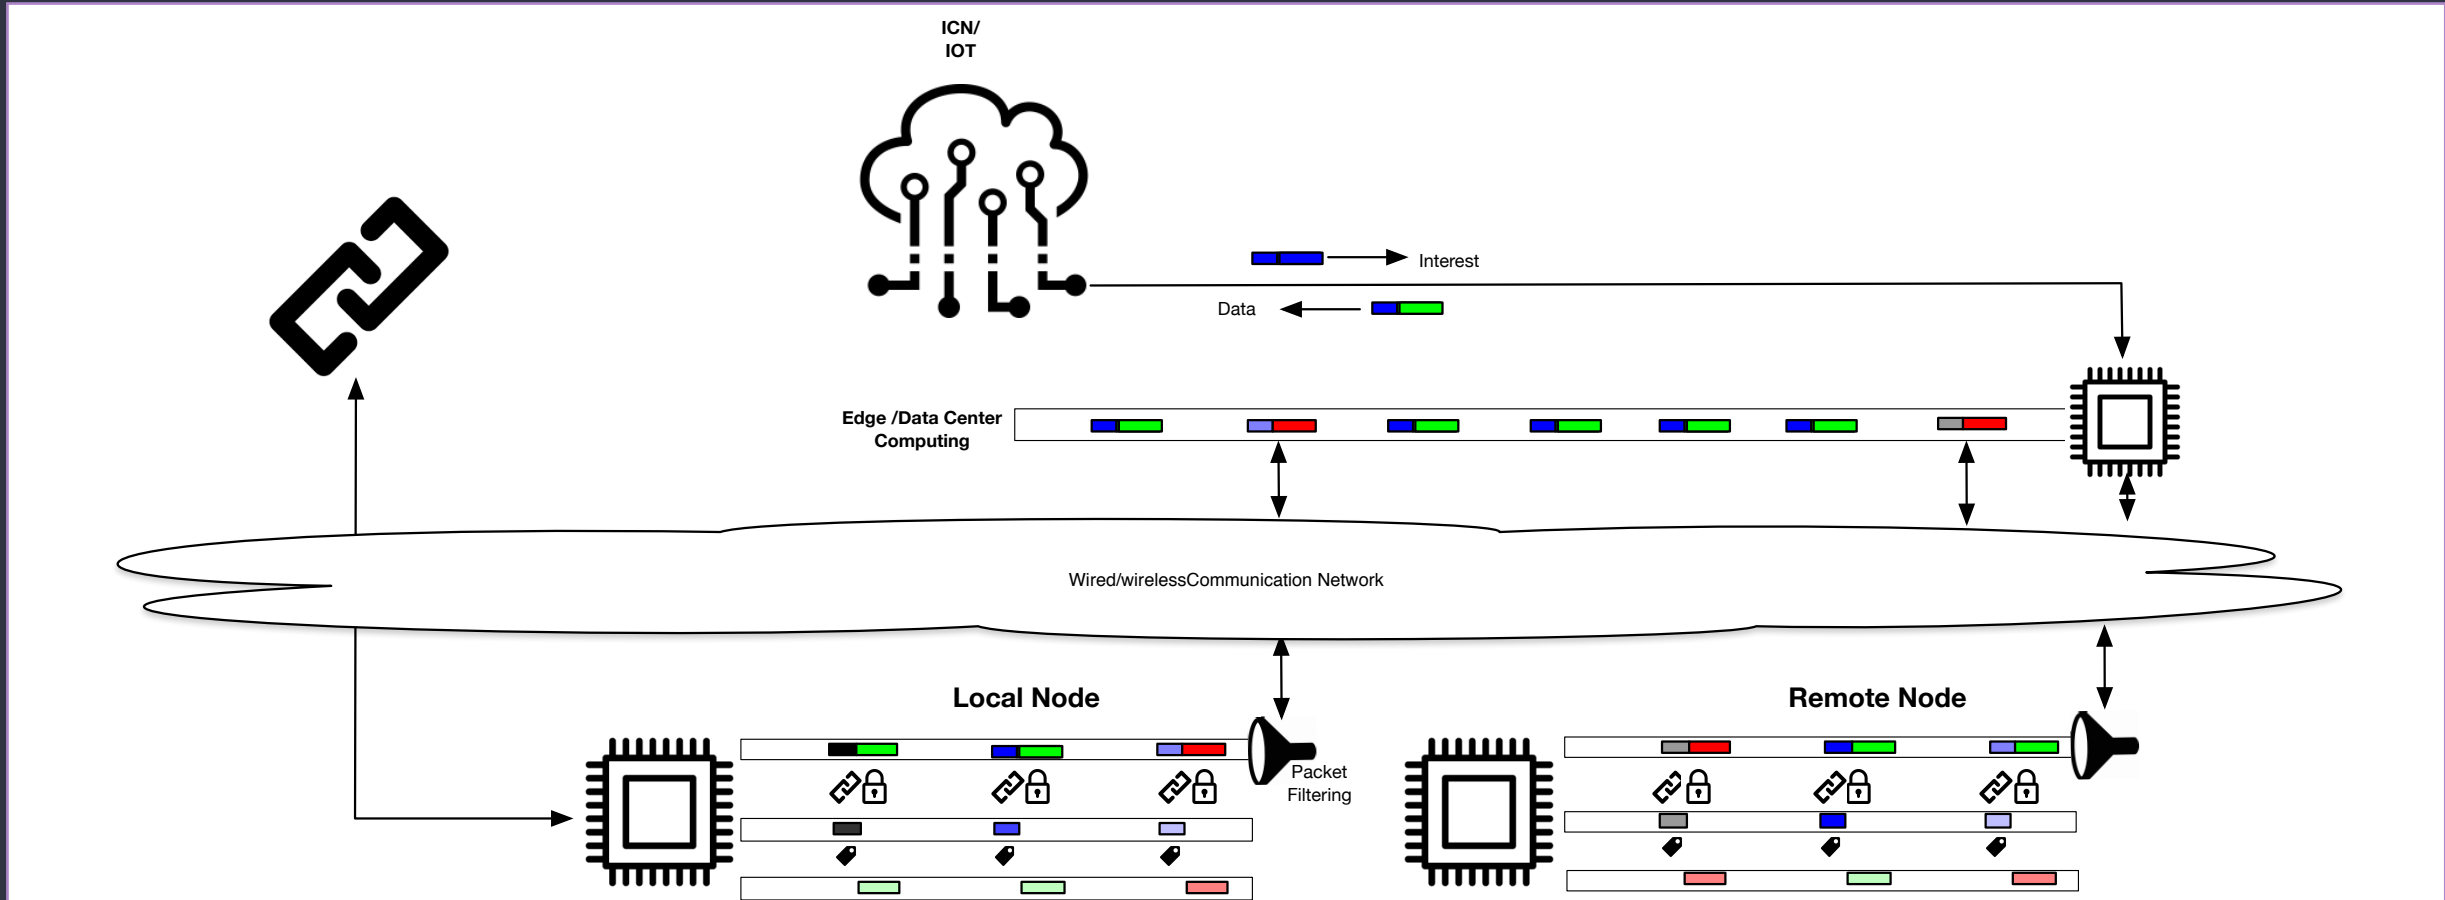 ICN/
IOT
Interest
Data
Edge /Data Center
Computing
Wired/wirelessCommunication Network
Local Node
Remote Node
Packet
Filtering